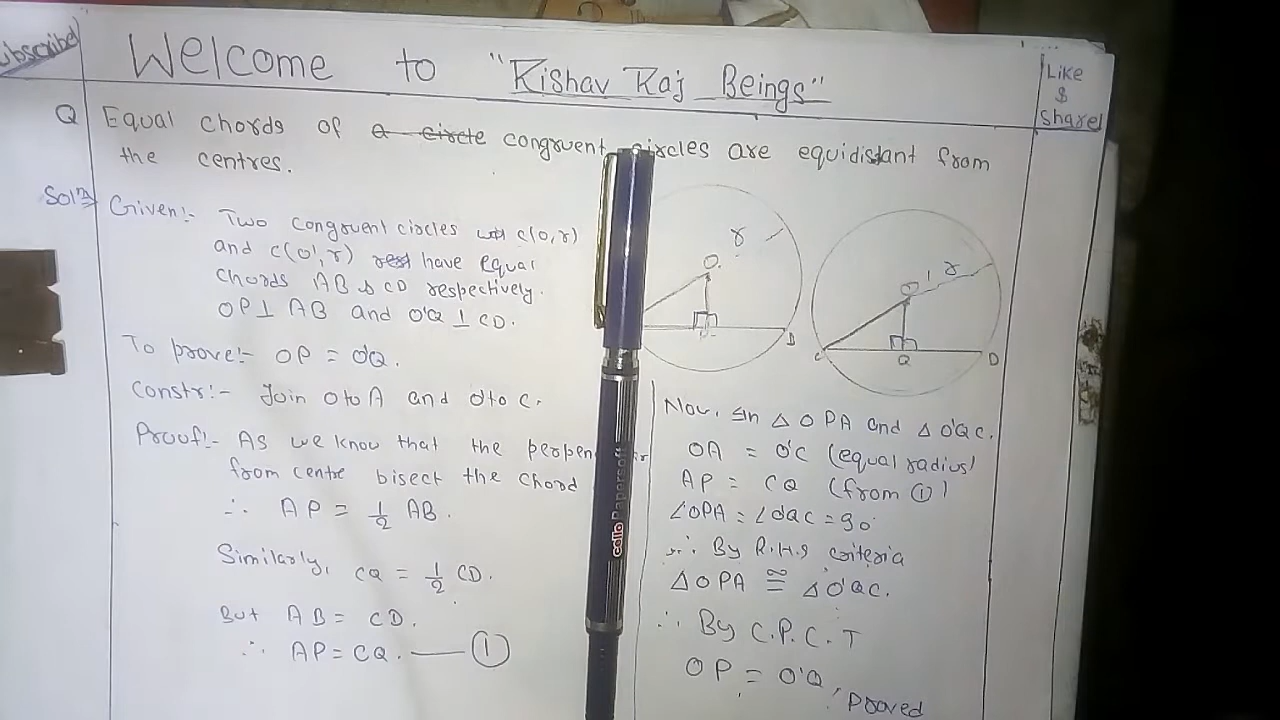 Welcome to "Rishav Raj Beings"
Like
&
Share!
Q Equal chords of a circle congruent circles are equidistant from
the centres.
Soln Given:- Two congruent circles C(O,r)
and C(O',r) have equal
chords AB & CD respectively.
OP ⊥ AB and O'Q ⊥ CD.
To prove:- OP = O'Q.
Constr:- Join O to A and O' to C.
Proof:- As we know that the
from centre bisect the chord
∴ AP = 1/2 AB.
Similarly, CQ = 1/2 CD.
But AB = CD.
∴ AP = CQ. —— ①
r
O.
B
O'
r
C
Q
D
Now, In △ OPA and △ O'QC.
OA = O'C (equal radius)
AP = CQ (from ①)
∠OPA = ∠O'QC = 90°
∴ By R.H.S criteria
△OPA ≅ △O'QC.
∴ By C.P.C.T
OP = O'Q,
Proved
cello Papersoft